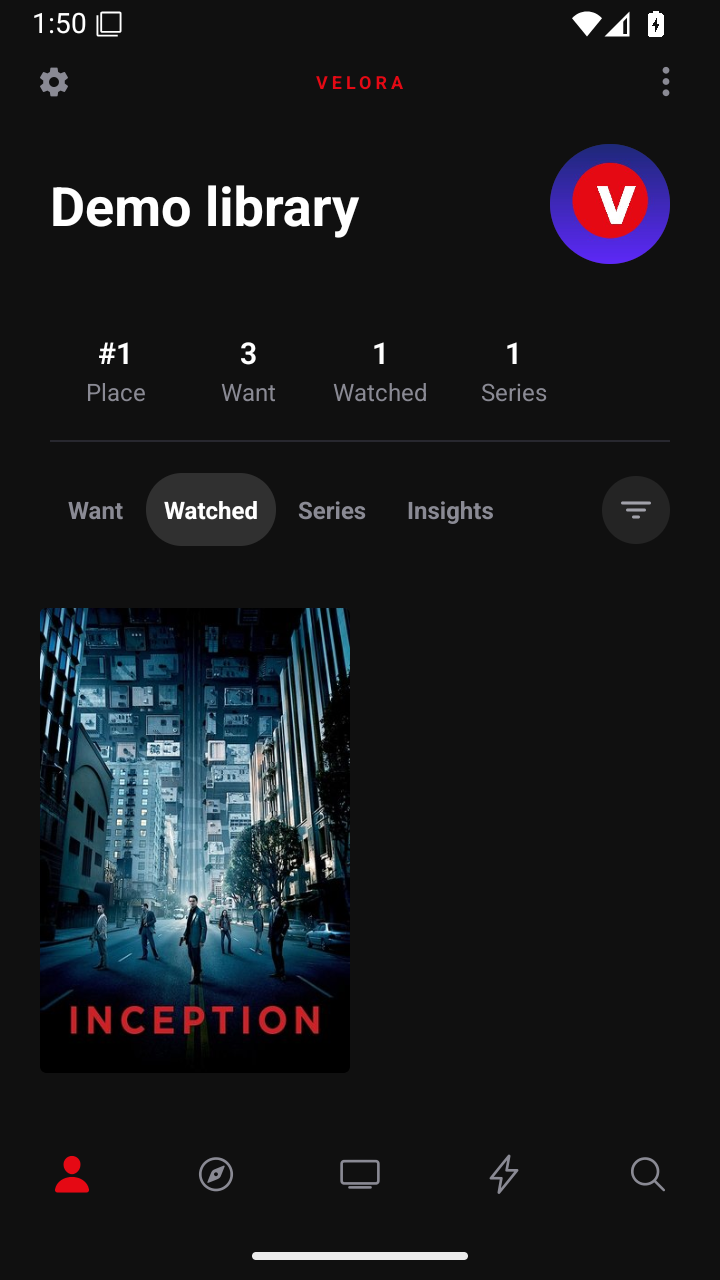 1:50
VELORA
Demo library
V
#1 3 1 1
Place Want Watched Series
Want Watched Series Insights
INCEPTION